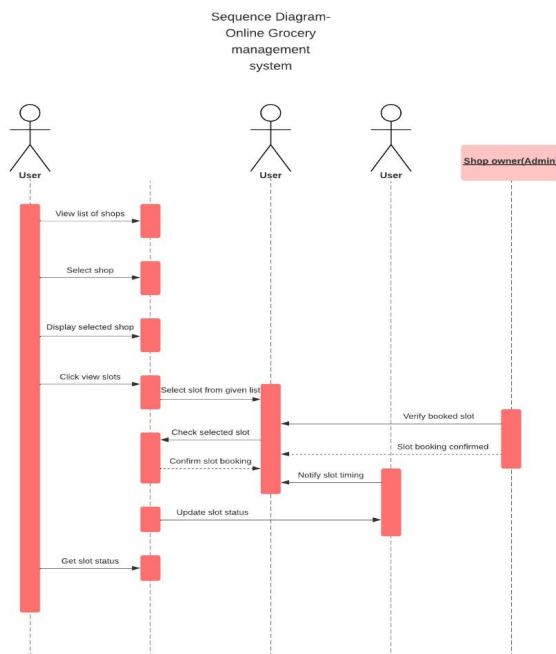 Sequence Diagram-
Online Grocery
management
system
User
User
User
Shop owner(Admin)
View list of shops
Select shop
Display selected shop
Click view slots
Select slot from given list
Verify booked slot
Check selected slot
Slot booking confirmed
Confirm slot booking
Notify slot timing
Update slot status
Get slot status